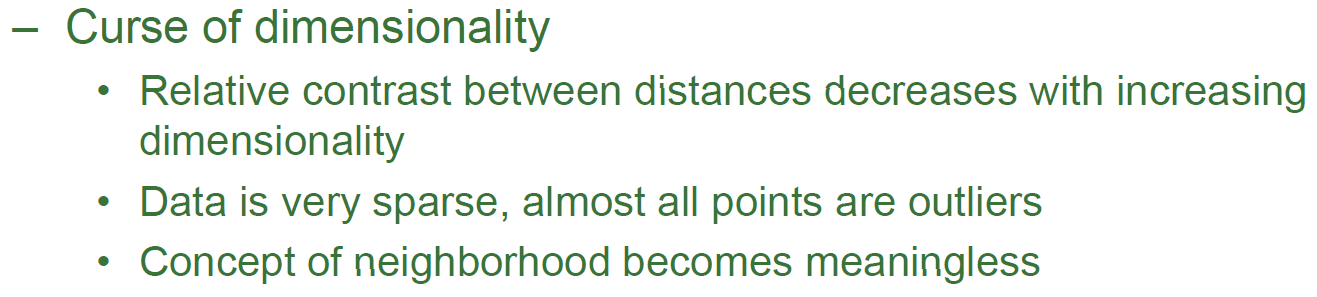 – Curse of dimensionality
• Relative contrast between distances decreases with increasing
dimensionality
• Data is very sparse, almost all points are outliers
• Concept of neighborhood becomes meaningless